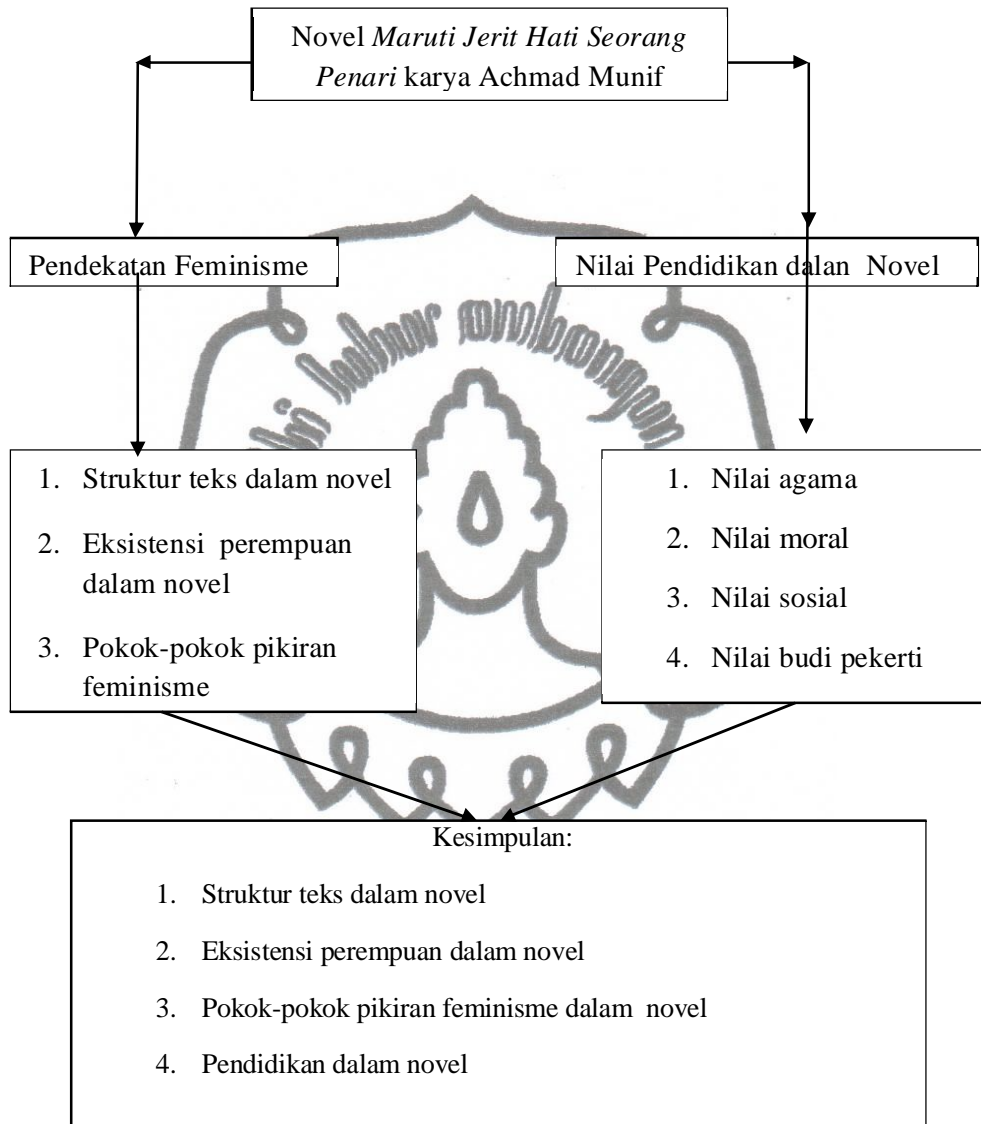 Novel Maruti Jerit Hati Seorang
Penari karya Achmad Munif
Pendekatan Feminisme
Nilai Pendidikan dalan Novel
1. Struktur teks dalam novel
2. Eksistensi perempuan
dalam novel
3. Pokok-pokok pikiran
feminisme
1. Nilai agama
2. Nilai moral
3. Nilai sosial
4. Nilai budi pekerti
Kesimpulan:
1. Struktur teks dalam novel
2. Eksistensi perempuan dalam novel
3. Pokok-pokok pikiran feminisme dalam novel
4. Pendidikan dalam novel